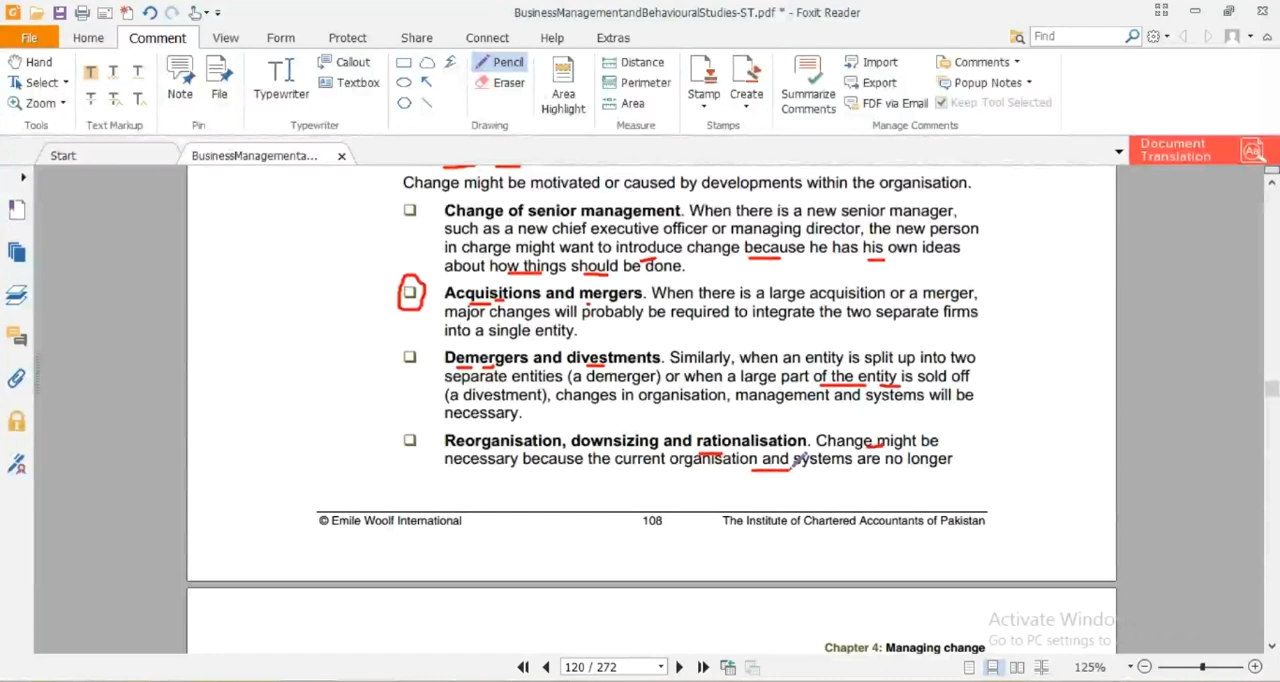 BusinessManagementandBehaviouralStudies-ST.pdf * - Foxit Reader
File Home Comment View Form Protect Share Connect Help Extras Find
Hand
Select
Zoom
Tools
T T T
T T T
Text Markup
Note
File
Pin
Typewriter
Callout
Textbox
Typewriter
Pencil
Eraser
Drawing
Area
Highlight
Distance
Perimeter
Area
Measure
Stamp
Create
Stamps
Summarize
Comments
Import
Export
FDF via Email
Comments
Popup Notes
Keep Tool Selected
Manage Comments
Start
BusinessManagementa...
Document
Translation
Change might be motivated or caused by developments within the organisation.
Change of senior management. When there is a new senior manager,
such as a new chief executive officer or managing director, the new person
in charge might want to introduce change because he has his own ideas
about how things should be done.
Acquisitions and mergers. When there is a large acquisition or a merger,
major changes will probably be required to integrate the two separate firms
into a single entity.
Demergers and divestments. Similarly, when an entity is split up into two
separate entities (a demerger) or when a large part of the entity is sold off
(a divestment), changes in organisation, management and systems will be
necessary.
Reorganisation, downsizing and rationalisation. Change might be
necessary because the current organisation and systems are no longer
© Emile Woolf International 108 The Institute of Chartered Accountants of Pakistan
Activate Windo
Go to PC settings to
Chapter 4: Managing change
120 / 272
125%